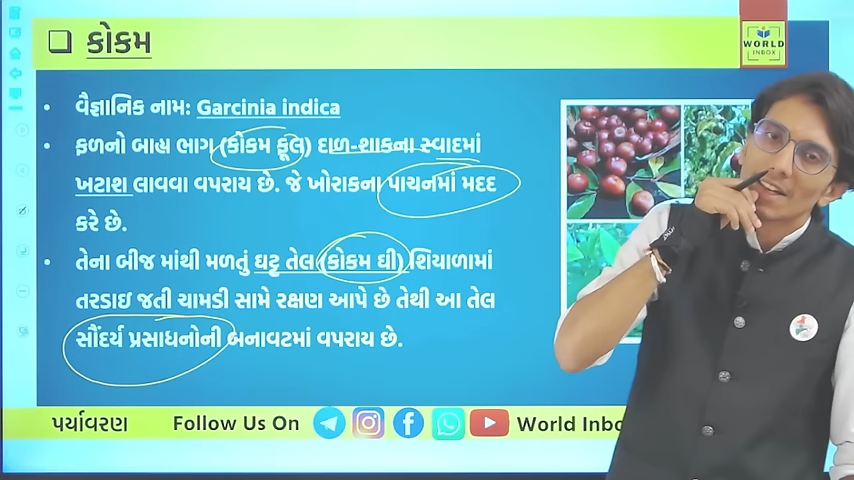 ❑ કોકમ
WORLD
INBOX
• વૈજ્ઞાનિક નામ: Garcinia indica
• ફળનો બાહ્ય ભાગ (કોકમ ફૂલ) દાળ-શાકના સ્વાદમાં
ખટાશ લાવવા વપરાય છે. જે ખોરાકના પાચનમાં મદદ
કરે છે.
• તેના બીજ માંથી મળતું ઘટ્ટ તેલ (કોકમ ઘી) શિયાળામાં
તરડાઇ જતી ચામડી સામે રક્ષણ આપે છે તેથી આ તેલ
સૌંદર્ય પ્રસાધનોની બનાવટમાં વપરાય છે.
પર્યાવરણ Follow Us On World Inbo